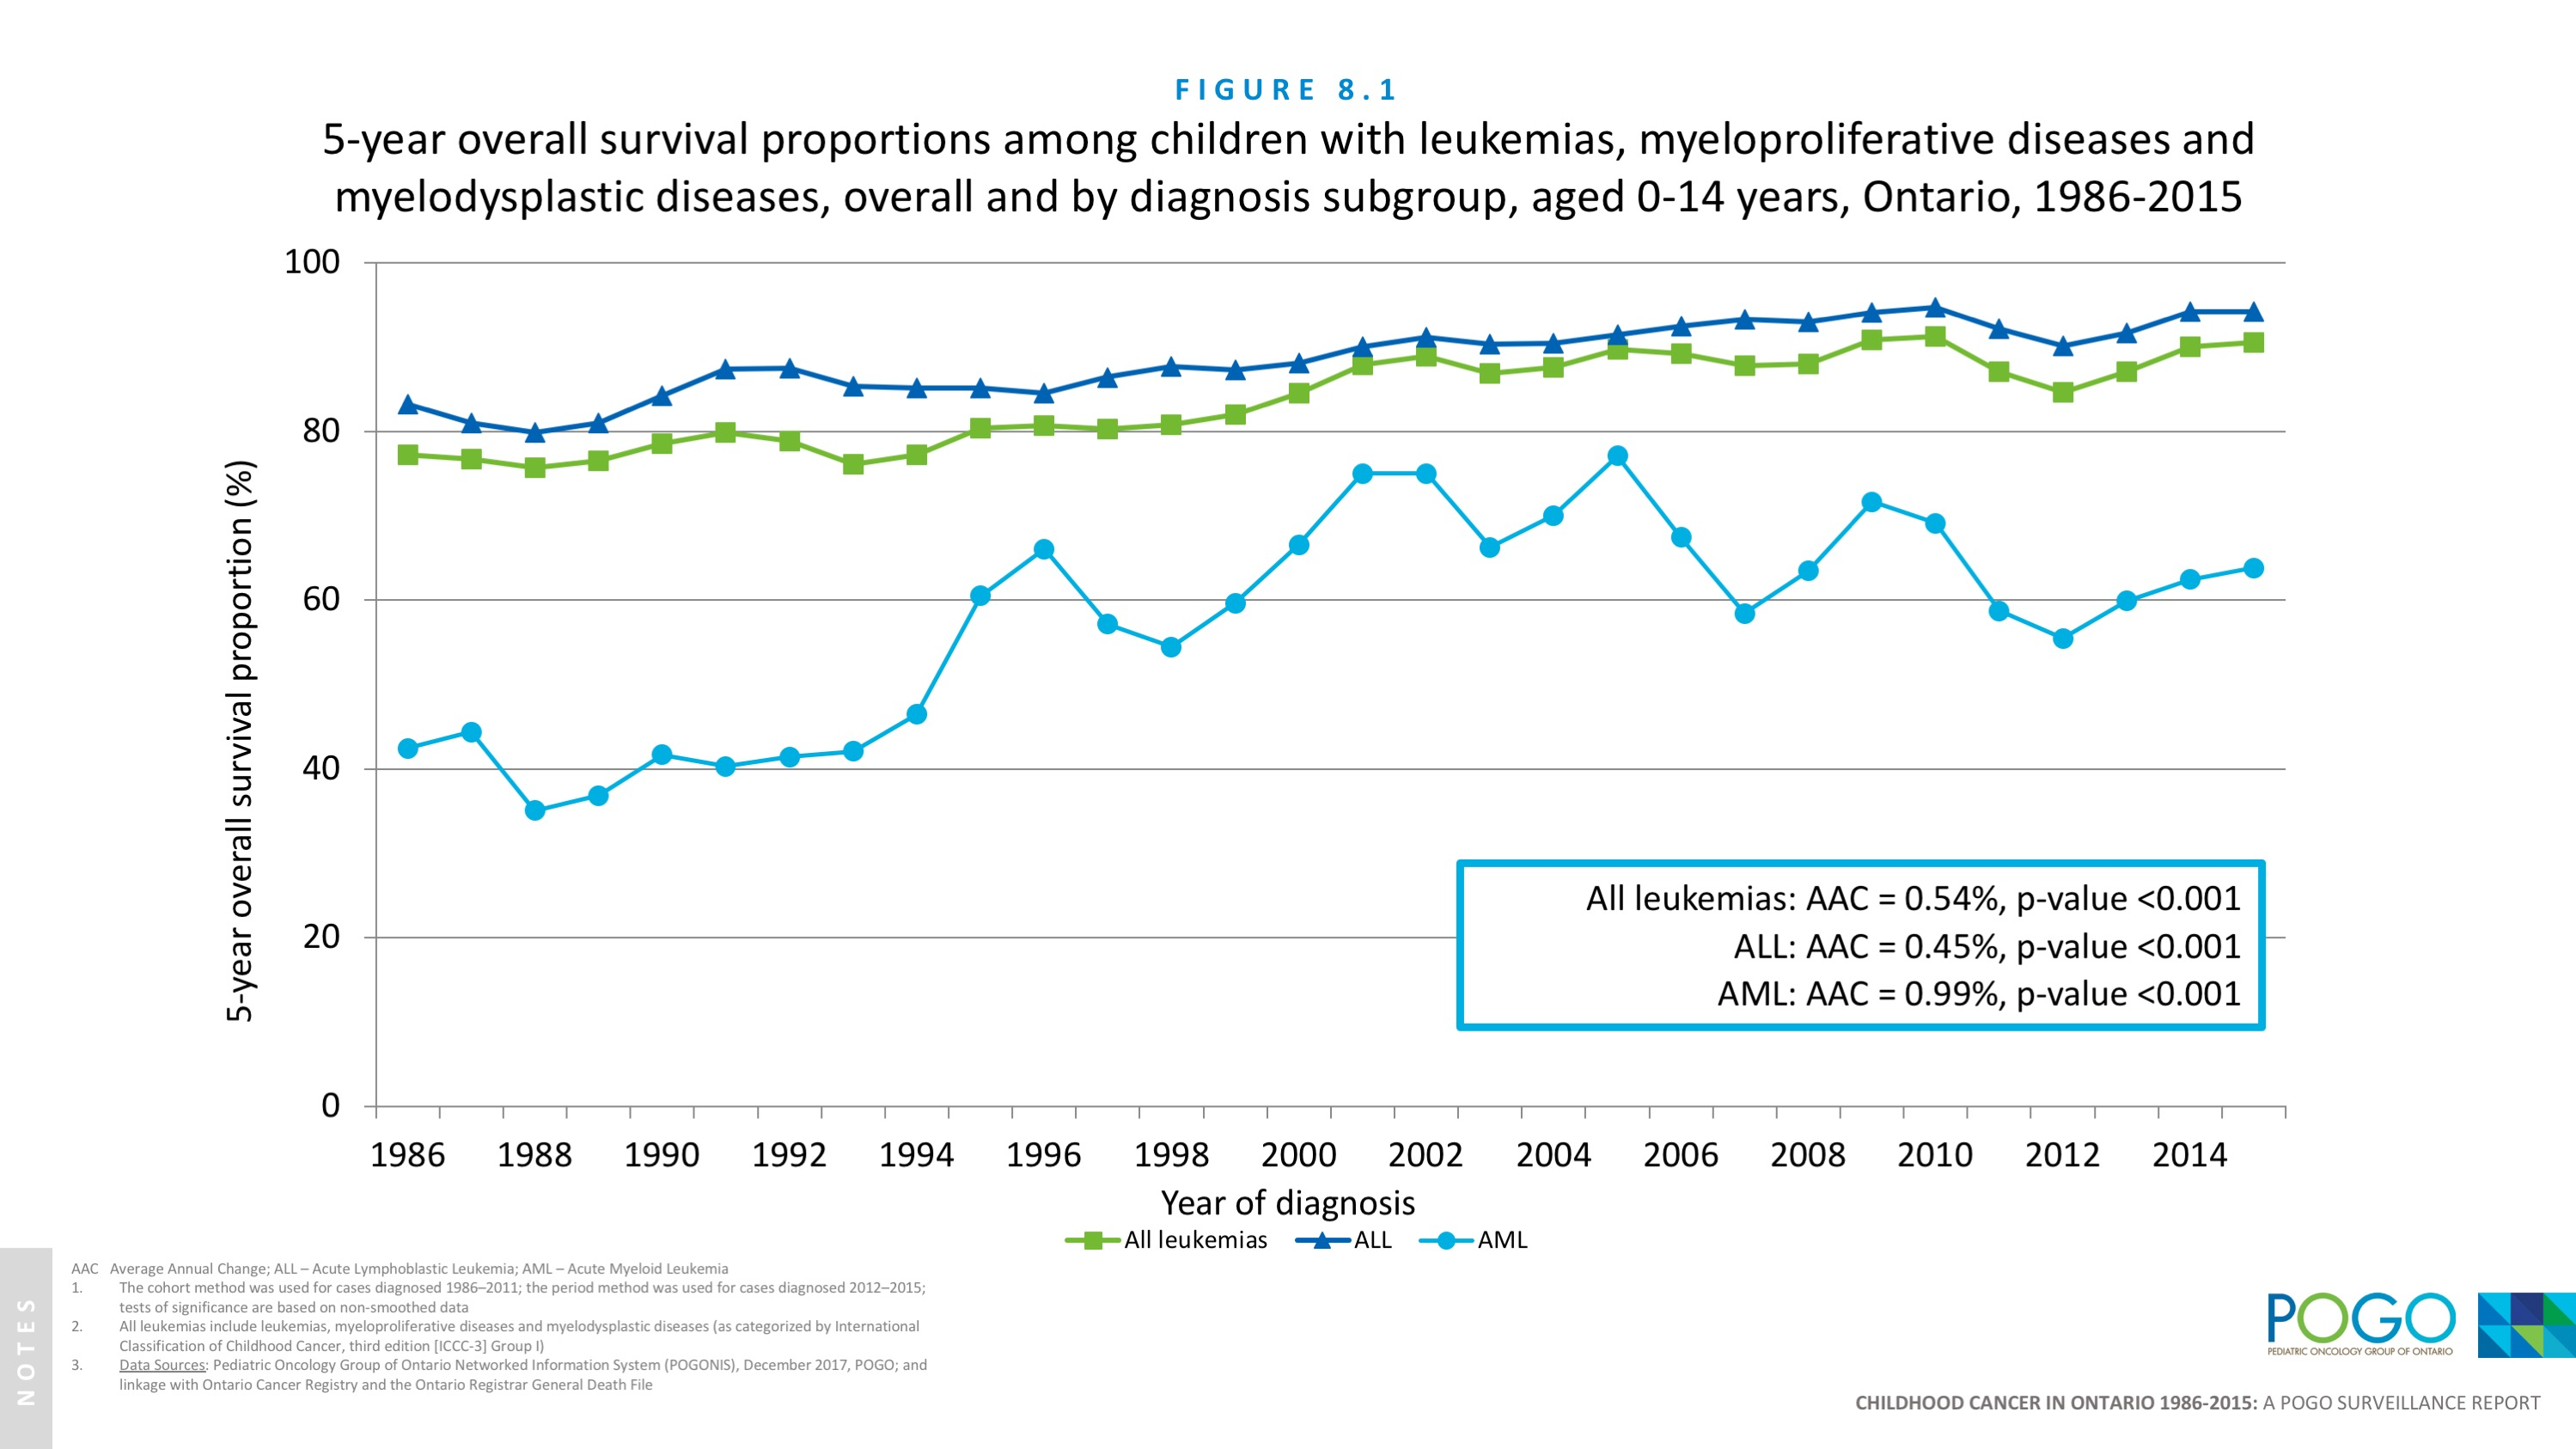 FIGURE 8.1
5-year overall survival proportions among children with leukemias, myeloproliferative diseases and
myelodysplastic diseases, overall and by diagnosis subgroup, aged 0-14 years, Ontario, 1986-2015
5-year overall survival proportion (%)
100
80
60
40
20
0
All leukemias: AAC = 0.54%, p-value <0.001
ALL: AAC = 0.45%, p-value <0.001
AML: AAC = 0.99%, p-value <0.001
1986 1988 1990 1992 1994 1996 1998 2000 2002 2004 2006 2008 2010 2012 2014
Year of diagnosis
All leukemias ALL AML
NOTES
AAC Average Annual Change; ALL – Acute Lymphoblastic Leukemia; AML – Acute Myeloid Leukemia
1. The cohort method was used for cases diagnosed 1986–2011; the period method was used for cases diagnosed 2012–2015;
tests of significance are based on non-smoothed data
2. All leukemias include leukemias, myeloproliferative diseases and myelodysplastic diseases (as categorized by International
Classification of Childhood Cancer, third edition [ICCC-3] Group I)
3. Data Sources: Pediatric Oncology Group of Ontario Networked Information System (POGONIS), December 2017, POGO; and
linkage with Ontario Cancer Registry and the Ontario Registrar General Death File
POGO
PEDIATRIC ONCOLOGY GROUP OF ONTARIO
CHILDHOOD CANCER IN ONTARIO 1986-2015: A POGO SURVEILLANCE REPORT